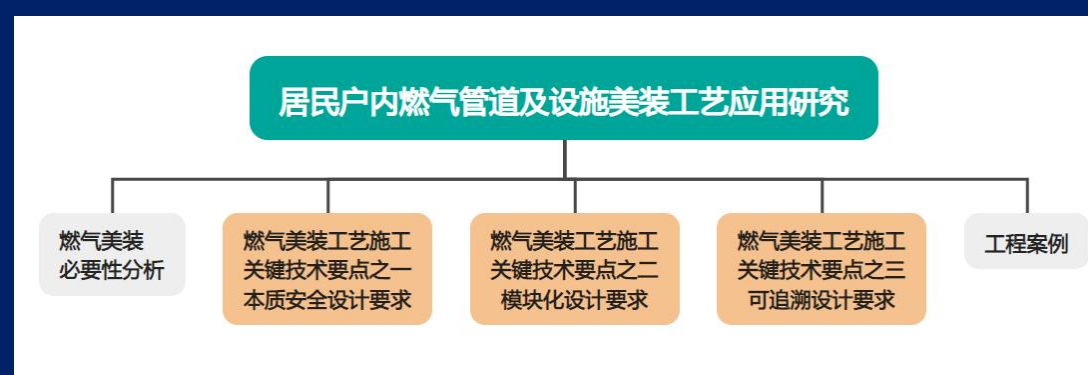 居民户内燃气管道及设施美装工艺应用研究
燃气美装
必要性分析
燃气美装工艺施工
关键技术要点之一
本质安全设计要求
燃气美装工艺施工
关键技术要点之二
模块化设计要求
燃气美装工艺施工
关键技术要点之三
可追溯设计要求
工程案例